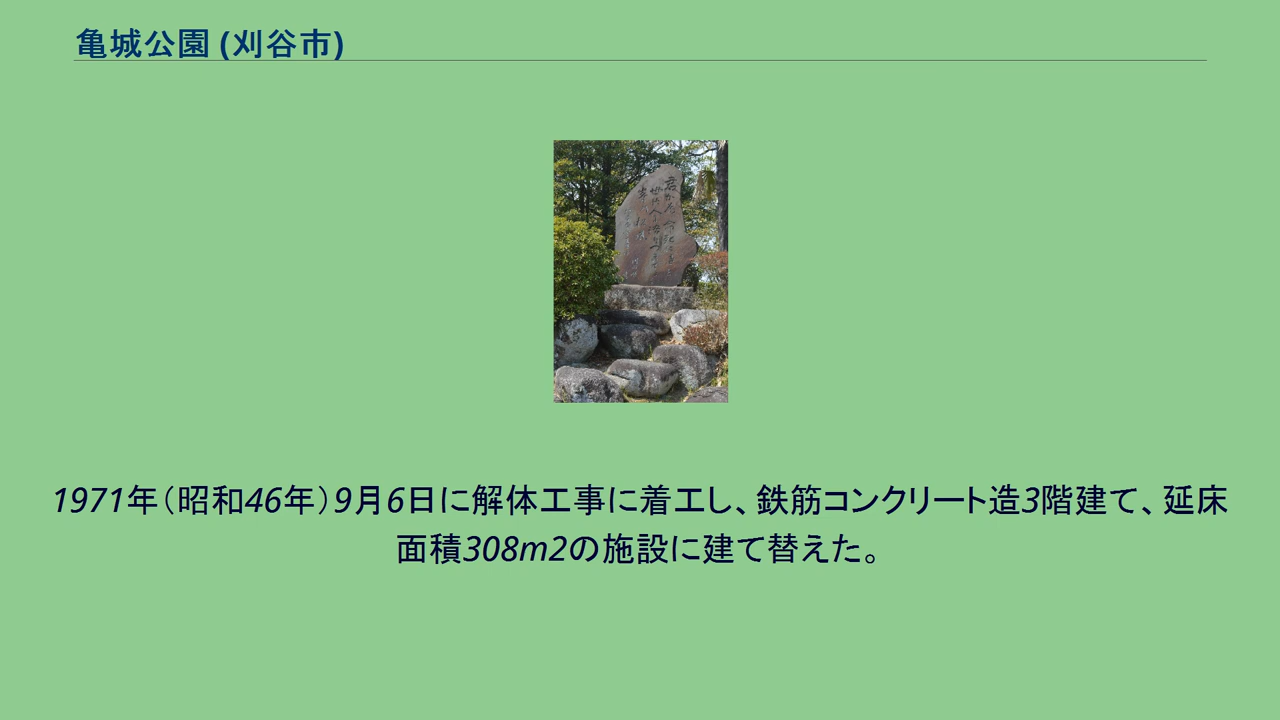 亀城公園 (刈谷市)
1971年（昭和46年）9月6日に解体工事に着工し、鉄筋コンクリート造3階建て、延床
面積308m2の施設に建て替えた。